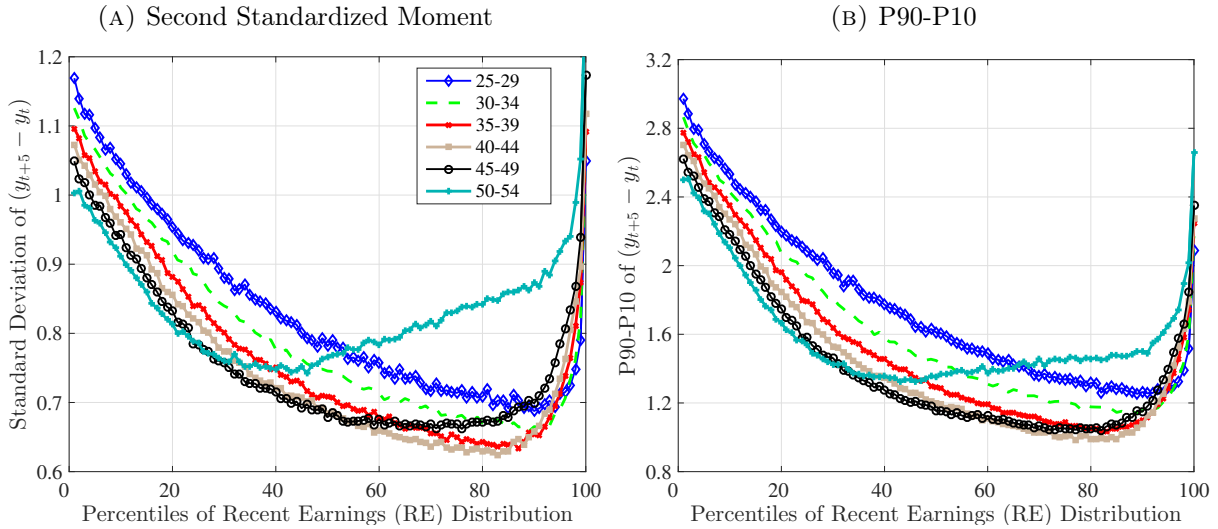 (A) Second Standardized Moment
Standard Deviation of (y_{t+5} − y_t)
1.2
1.1
1
0.9
0.8
0.7
0.6
25-29
30-34
35-39
40-44
45-49
50-54
0 20 40 60 80 100
Percentiles of Recent Earnings (RE) Distribution
(B) P90-P10
P90-P10 of (y_{t+5} − y_t)
3.2
2.8
2.4
2
1.6
1.2
0.8
0 20 40 60 80 100
Percentiles of Recent Earnings (RE) Distribution